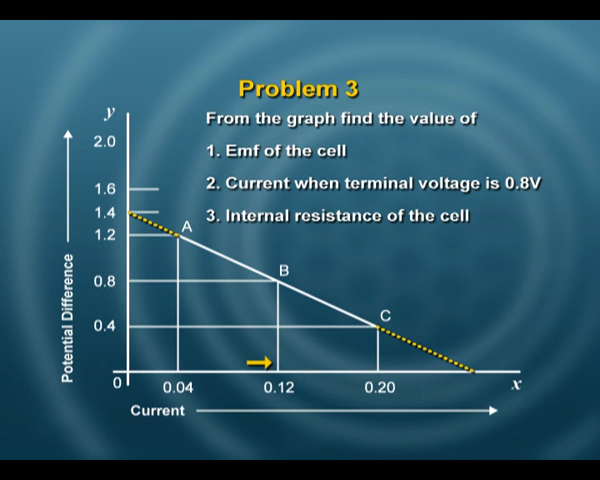 Problem 3
From the graph find the value of
1. Emf of the cell
2. Current when terminal voltage is 0.8V
3. Internal resistance of the cell
y
2.0
1.6
1.4
1.2
0.8
0.4
0
A
B
C
0.04
0.12
0.20
x
Potential Difference
Current